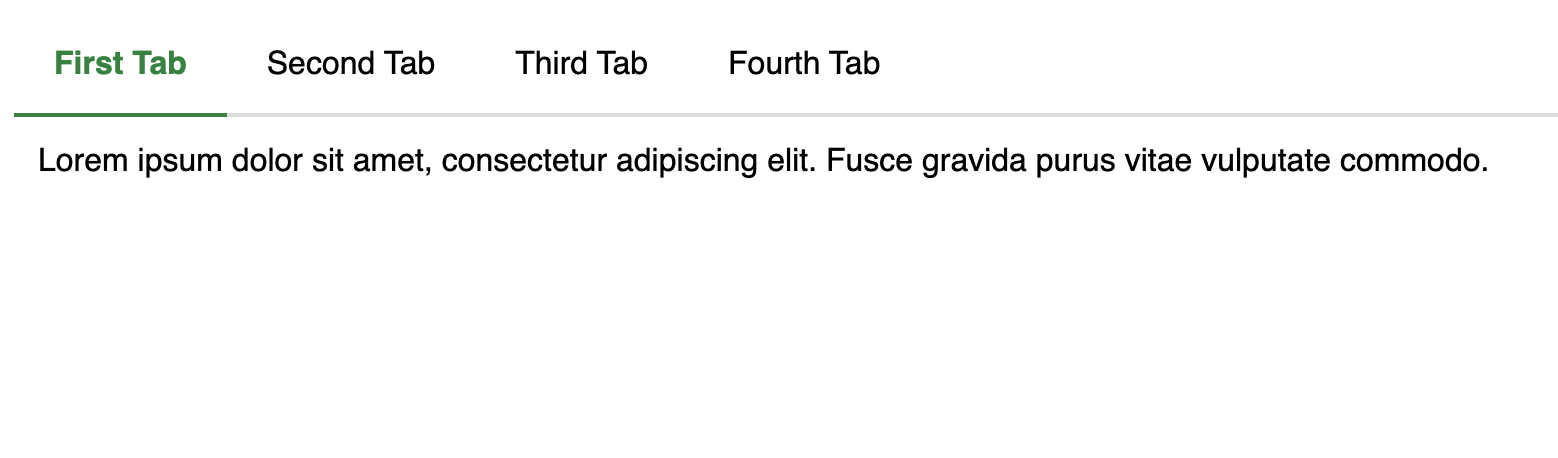 First Tab Second Tab Third Tab Fourth Tab
Lorem ipsum dolor sit amet, consectetur adipiscing elit. Fusce gravida purus vitae vulputate commodo.